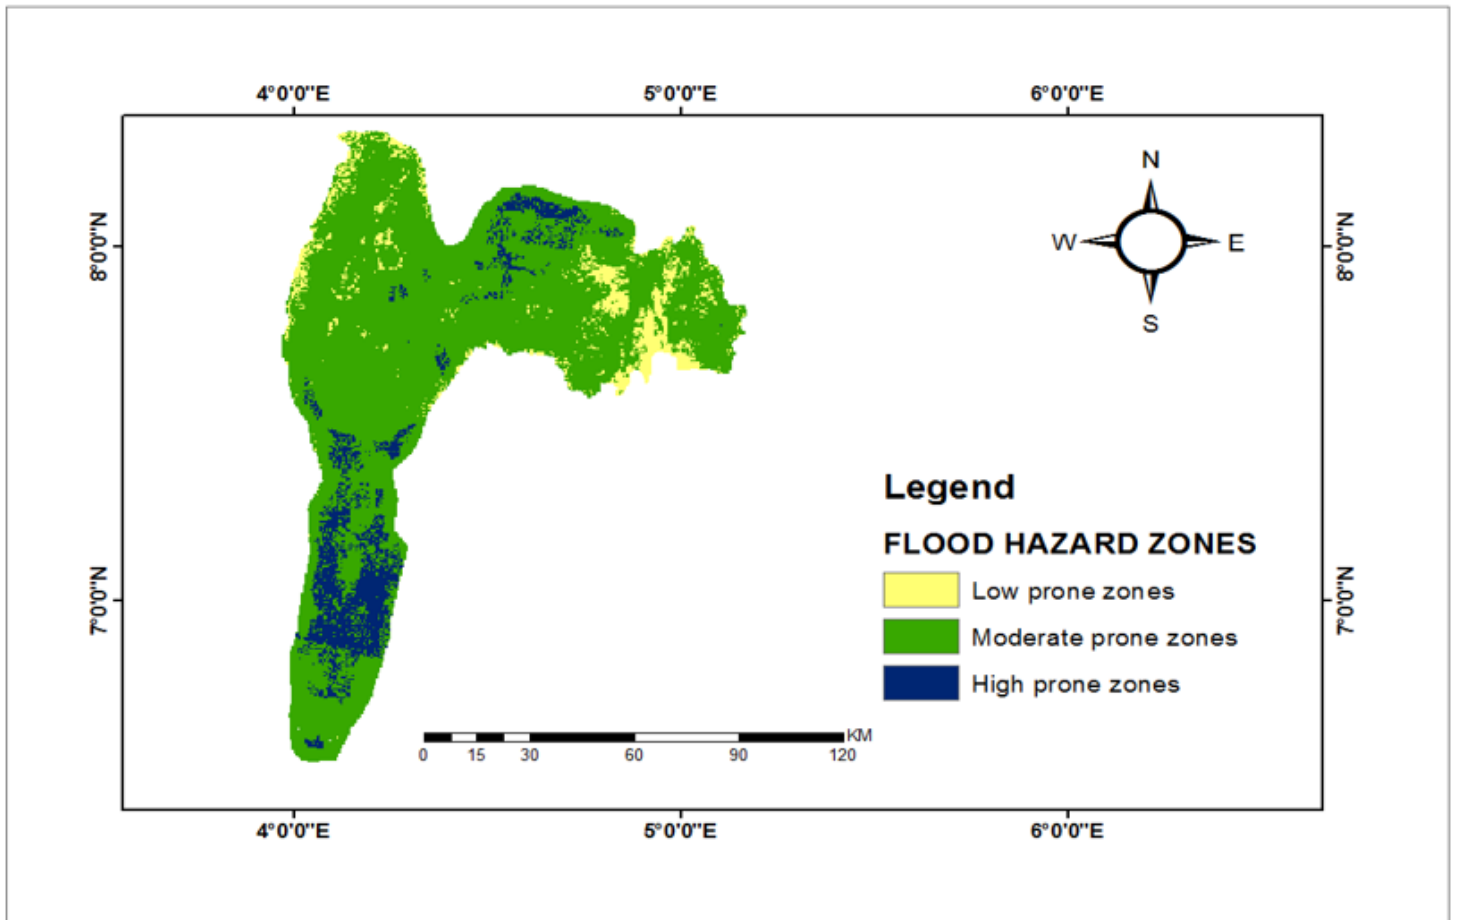 4°0'0"E 5°0'0"E 6°0'0"E
N
W E
S
8°0'0"N 8°0'0"N
Legend
FLOOD HAZARD ZONES
Low prone zones
Moderate prone zones
High prone zones
7°0'0"N 7°0'0"N
KM
0 15 30 60 90 120
4°0'0"E 5°0'0"E 6°0'0"E